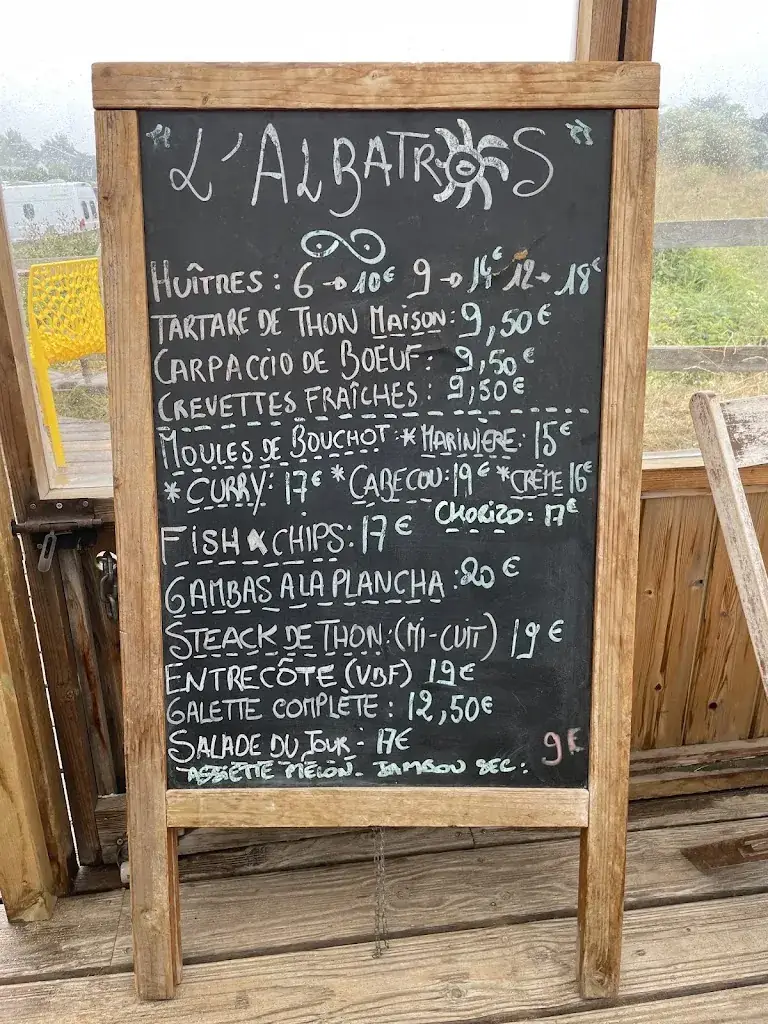 "L'ALBATROS"
HUÎTRES : 6 → 10€ 9 → 14€ 12 → 18€
TARTARE DE THON MAISON : 9,50€
CARPACCIO DE BOEUF : 9,50€
CREVETTES FRAÎCHES : 9,50€
MOULES DE BOUCHOT : * MARINIÈRE : 15€
* CURRY : 17€ * CABECOU : 19€ * CRÈME 16€
CHORIZO : 17€
FISH & CHIPS : 17€
GAMBAS A LA PLANCHA : 20€
STEACK DE THON : (MI-CUIT) 19€
ENTRECÔTE (VBF) 19€
GALETTE COMPLÈTE : 12,50€
SALADE DU JOUR - 17€
ASSIETTE MELON - JAMBON SEC : 9€